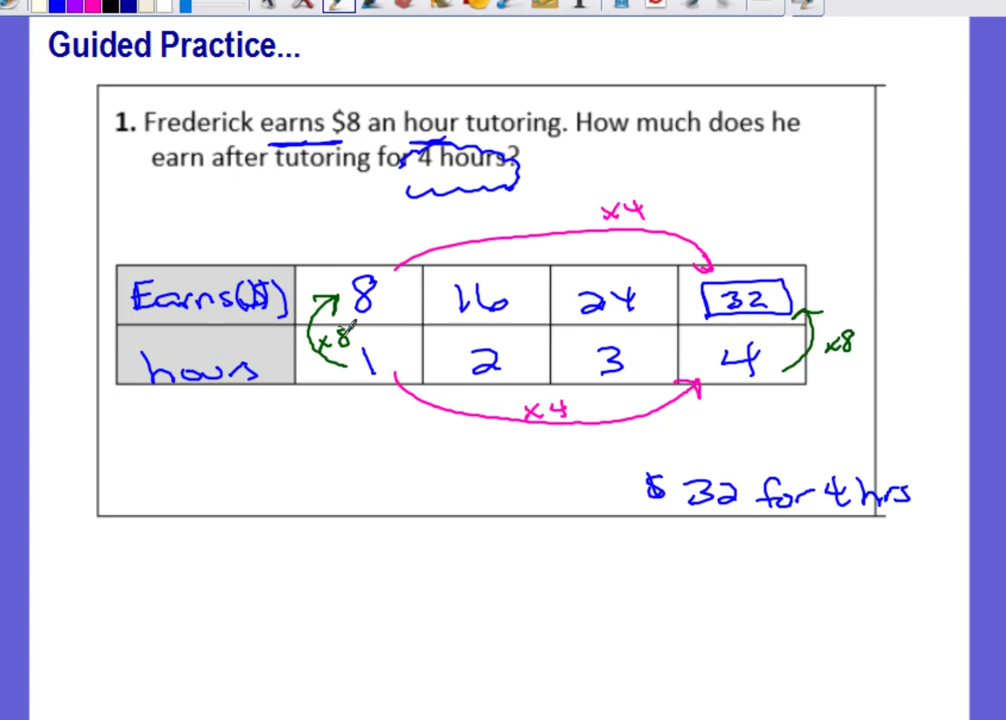 Guided Practice...
1. Frederick earns $8 an hour tutoring. How much does he
earn after tutoring for 4 hours?
x4
Earns($) 8 16 24 32
x8 x8
hours 1 2 3 4
x4
$ 32 for 4 hrs